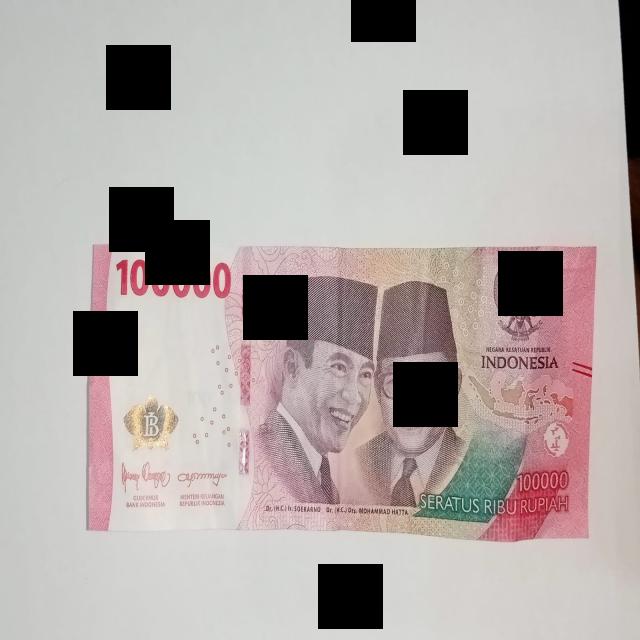 100000
NEGARA KESATUAN REPUBLIK
INDONESIA
GUBERNUR
BANK INDONESIA
MENTERI KEUANGAN
REPUBLIK INDONESIA
Dr. (H.C.) Ir. SOEKARNO
Dr. (H.C.) Drs. MOHAMMAD HATTA
100000
SERATUS RIBU RUPIAH